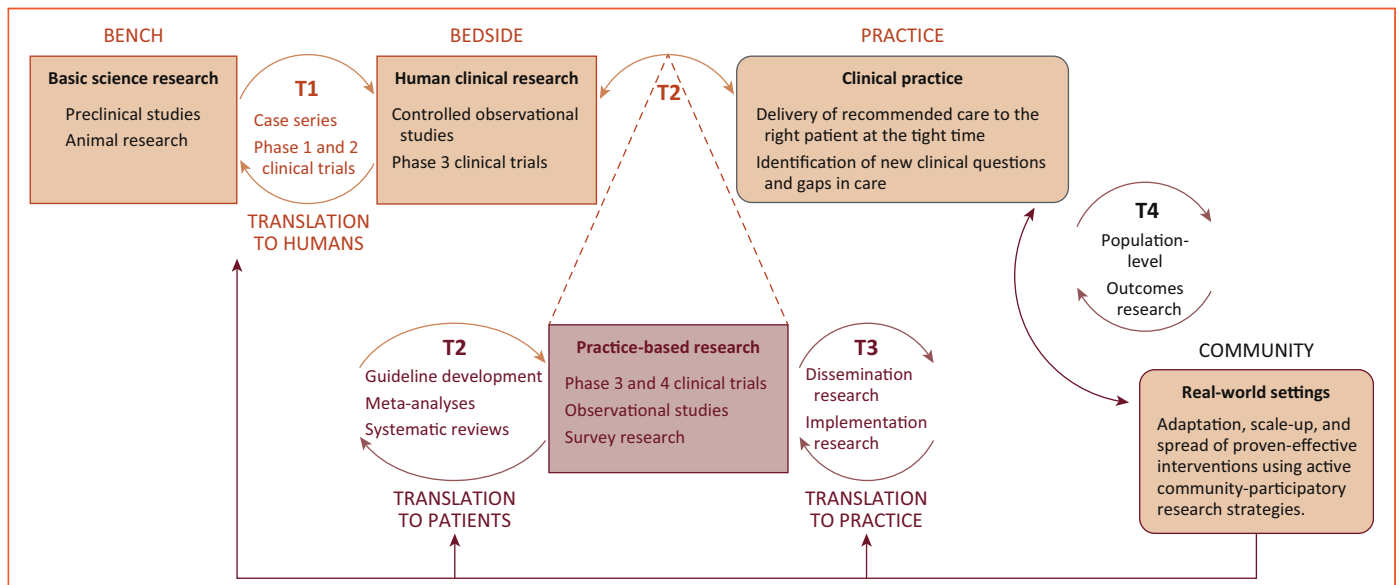 BENCH
Basic science research
Preclinical studies
Animal research
T1
Case series
Phase 1 and 2
clinical trials
TRANSLATION
TO HUMANS
BEDSIDE
Human clinical research
Controlled observational
studies
Phase 3 clinical trials
T2
PRACTICE
Clinical practice
Delivery of recommended care to the
right patient at the tight time
Identification of new clinical questions
and gaps in care
T4
Population-
level
Outcomes
research
T2
Guideline development
Meta-analyses
Systematic reviews
TRANSLATION
TO PATIENTS
Practice-based research
Phase 3 and 4 clinical trials
Observational studies
Survey research
T3
Dissemination
research
Implementation
research
TRANSLATION
TO PRACTICE
COMMUNITY
Real-world settings
Adaptation, scale-up, and
spread of proven-effective
interventions using active
community-participatory
research strategies.